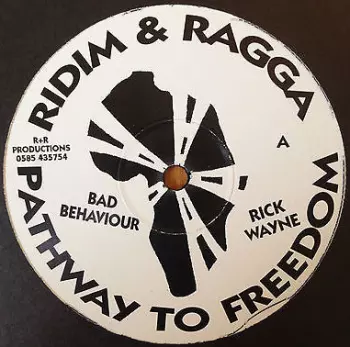 RIDIM & RAGGA
R+R
PRODUCTIONS
0585 435754
A
BAD
BEHAVIOUR
RICK
WAYNE
PATHWAY TO FREEDOM